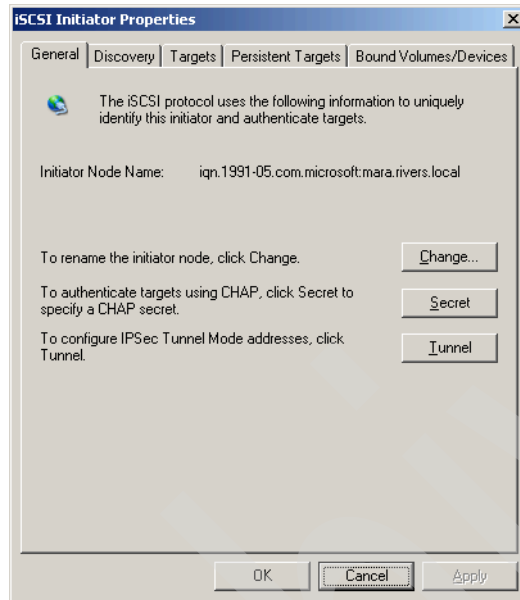 iSCSI Initiator Properties
General Discovery Targets Persistent Targets Bound Volumes/Devices
The iSCSI protocol uses the following information to uniquely
identify this initiator and authenticate targets.
Initiator Node Name: iqn.1991-05.com.microsoft:mara.rivers.local
To rename the initiator node, click Change.
Change...
To authenticate targets using CHAP, click Secret to
specify a CHAP secret.
Secret
To configure IPSec Tunnel Mode addresses, click
Tunnel.
Tunnel
OK Cancel Apply